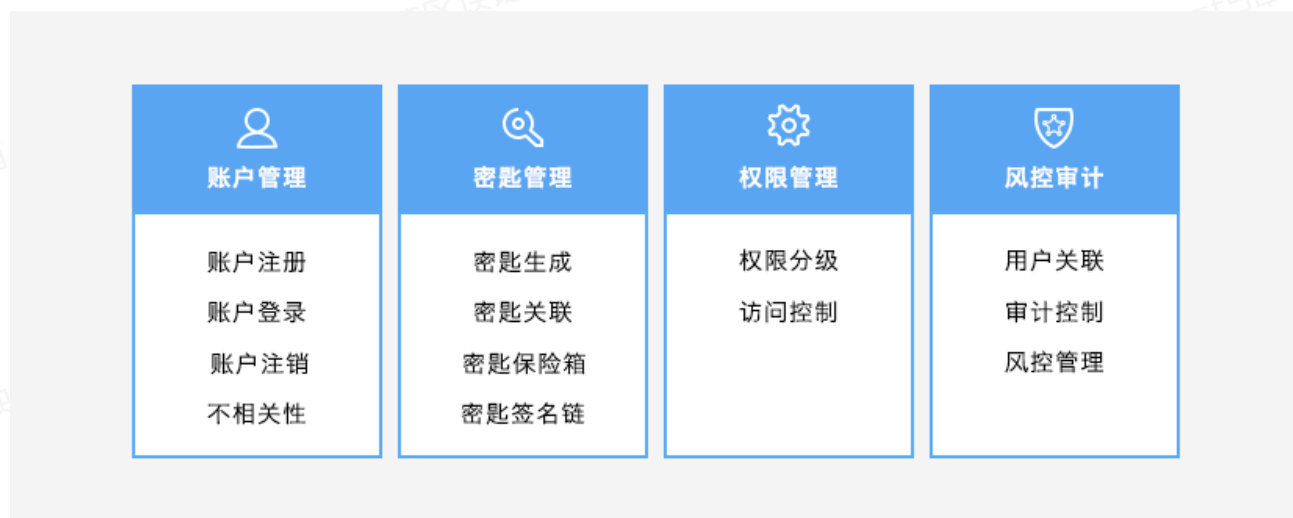 账户管理
账户注册
账户登录
账户注销
不相关性
密匙管理
密匙生成
密匙关联
密匙保险箱
密匙签名链
权限管理
权限分级
访问控制
风控审计
用户关联
审计控制
风控管理